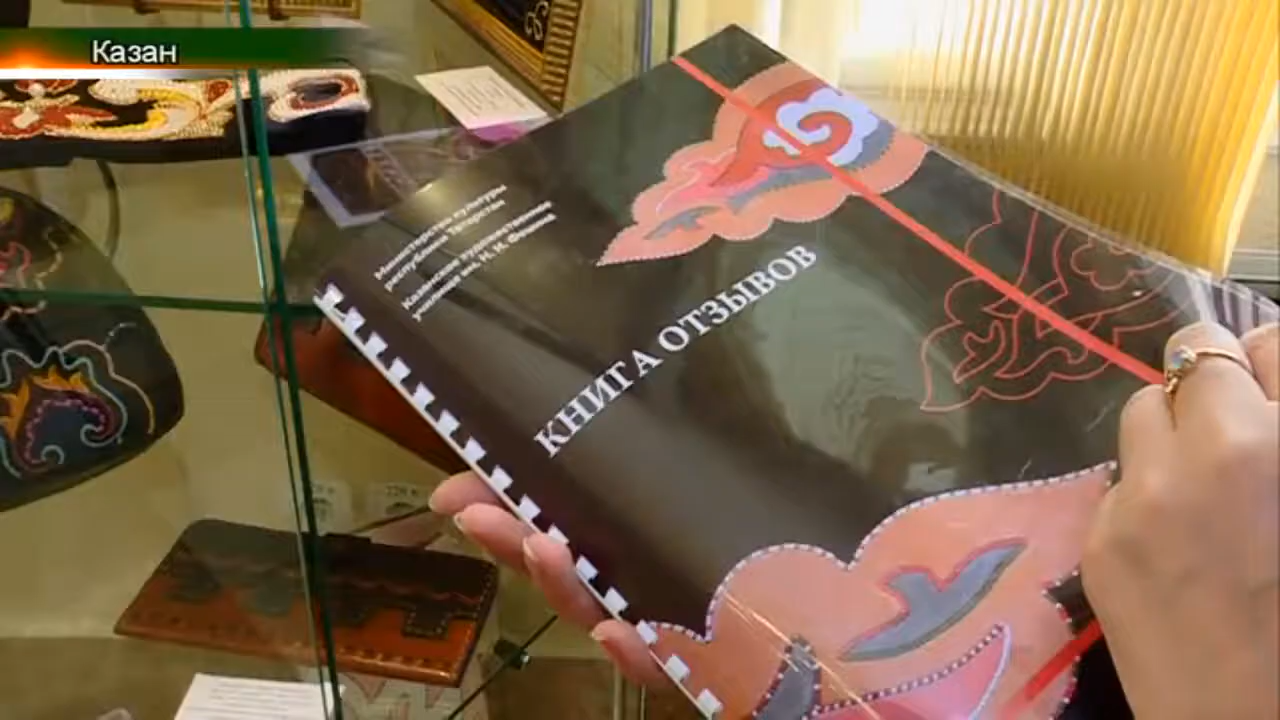 Казан
Министерство культуры
республики Татарстан
Казанское художественное
училище им. Н. И. Фешина
КНИГА ОТЗЫВОВ